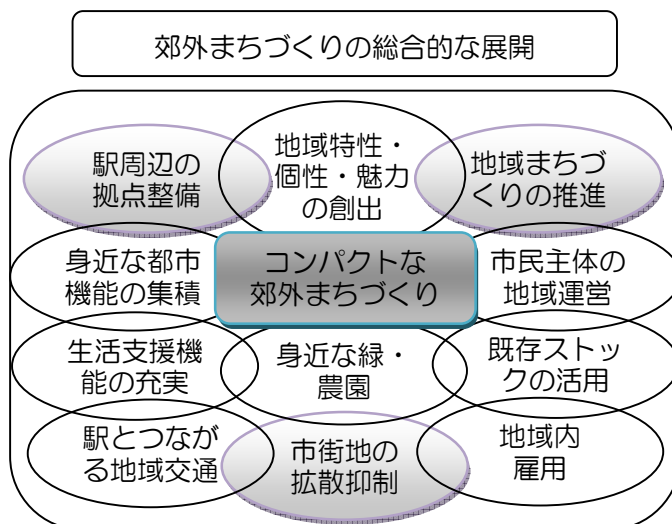 郊外まちづくりの総合的な展開
駅周辺の
拠点整備
地域特性・
個性・魅力
の創出
地域まちづ
くりの推進
身近な都市
機能の集積
コンパクトな
郊外まちづくり
市民主体の
地域運営
生活支援機
能の充実
身近な緑・
農園
既存ストッ
クの活用
駅とつなが
る地域交通
市街地の
拡散抑制
地域内
雇用